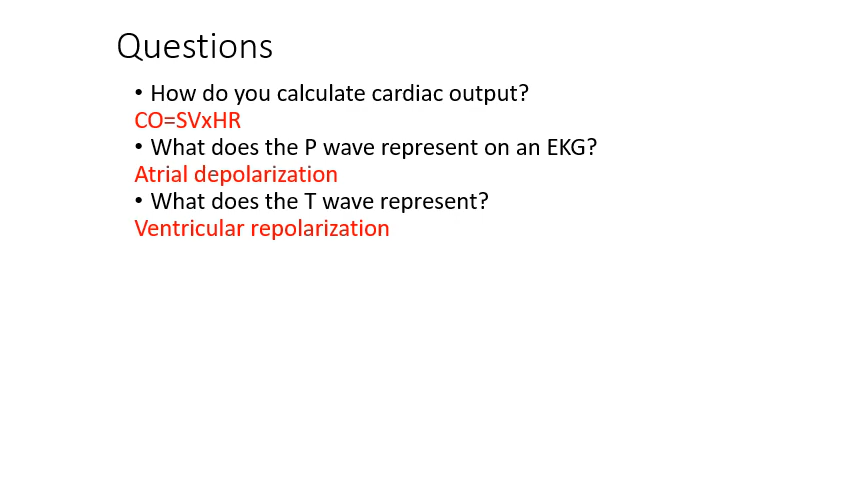 Questions
• How do you calculate cardiac output?
CO=SVxHR
• What does the P wave represent on an EKG?
Atrial depolarization
• What does the T wave represent?
Ventricular repolarization